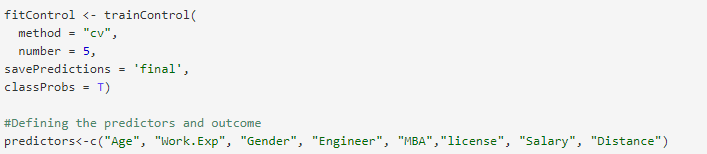 fitControl <- trainControl(
  method = "cv",
  number = 5,
savePredictions = 'final',
classProbs = T)

#Defining the predictors and outcome
predictors<-c("Age", "Work.Exp", "Gender", "Engineer", "MBA","license", "Salary", "Distance")